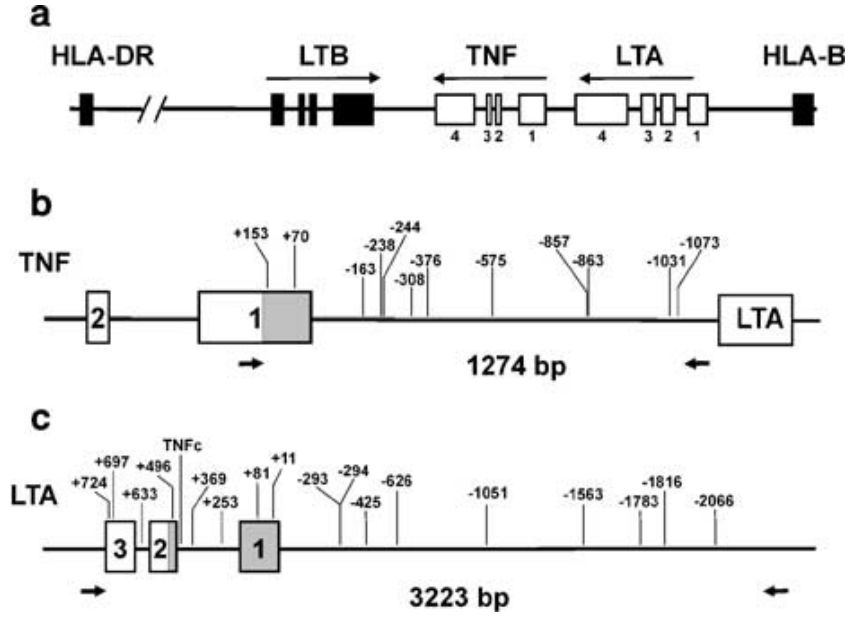 a
HLA-DR LTB TNF LTA HLA-B
4 3 2 1 4 3 2 1
b
TNF
+153 +70 -163 -238 -244 -308 -376 -575 -857 -863 -1031 -1073
2 1 LTA
1274 bp
c
LTA
+724 +697 +633 +496 TNFc +369 +253 +81 +11 -293 -294 -425 -626 -1051 -1563 -1783 -1816 -2066
3 2 1
3223 bp